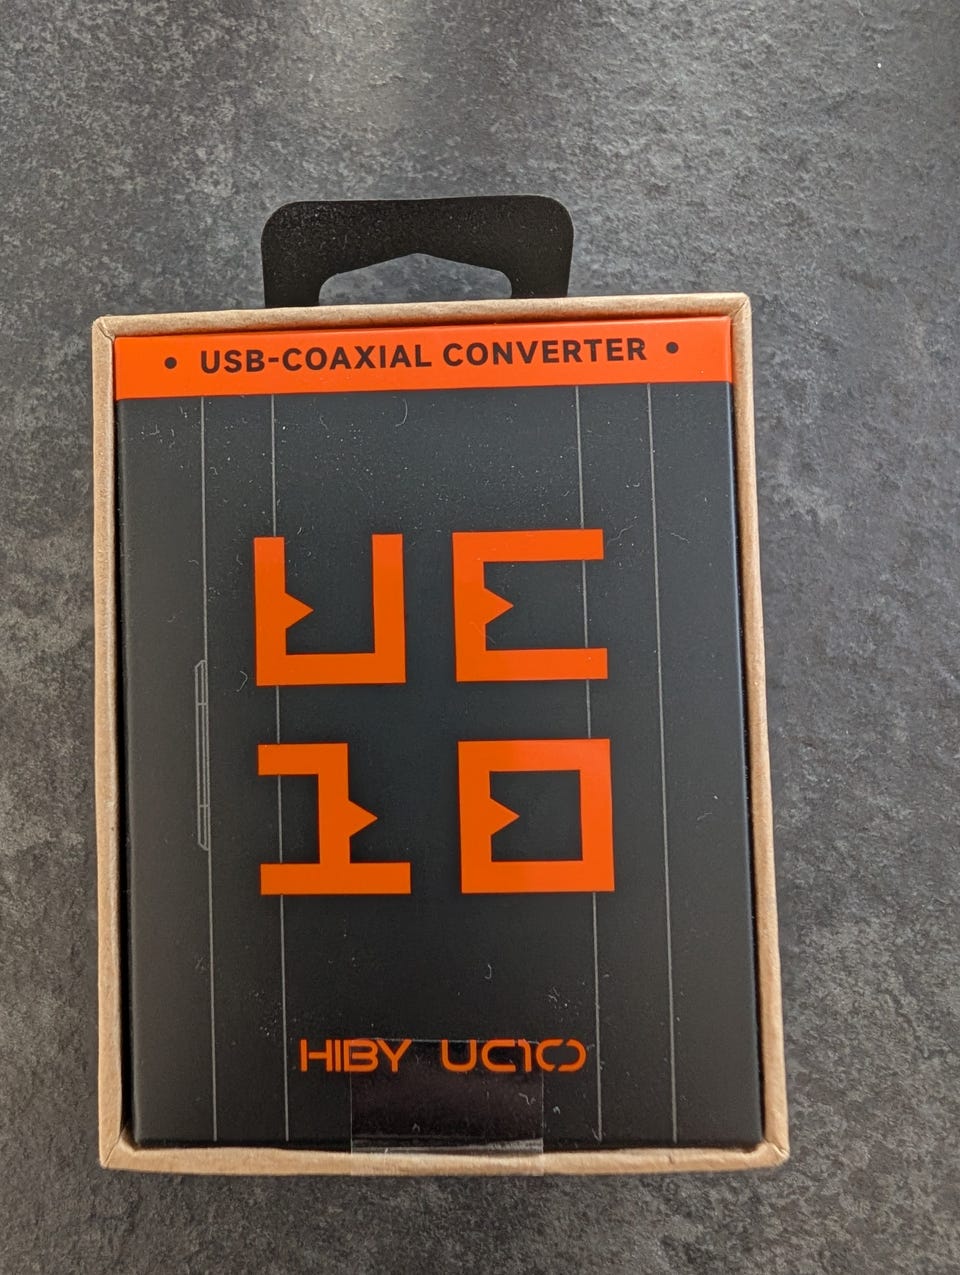 • USB-COAXIAL CONVERTER •
UC
10
HIBY UC10